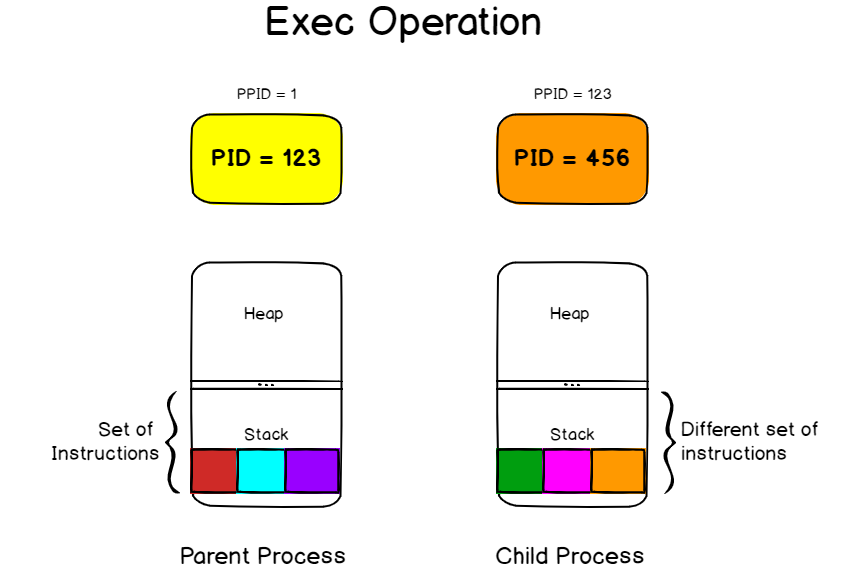 Exec Operation
PPID = 1
PPID = 123
PID = 123
PID = 456
Heap
Heap
...
...
Set of
Instructions
Stack
Stack
Different set of
instructions
Parent Process
Child Process